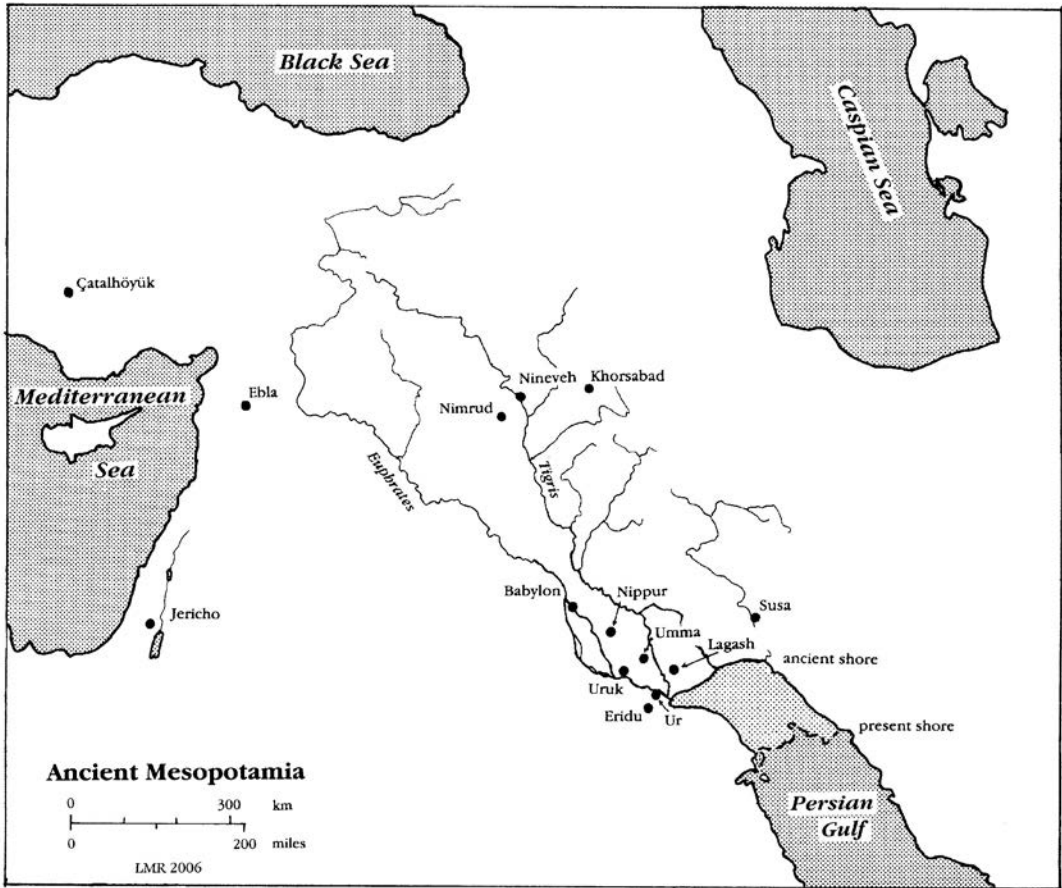 Black Sea
Caspian Sea
Çatalhöyük
Mediterranean
Sea
Ebla
Nineveh
Khorsabad
Nimrud
Euphrates
Tigris
Jericho
Babylon
Nippur
Susa
Umma
Lagash
ancient shore
Uruk
Eridu
Ur
present shore
Persian
Gulf
Ancient Mesopotamia
0 300 km
0 200 miles
LMR 2006